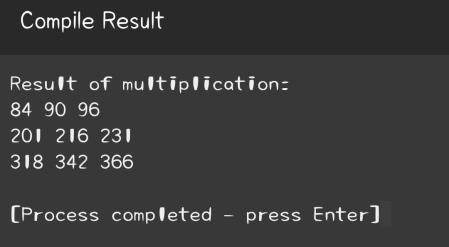 Compile Result
Result of multiplication:
84 90 96
201 216 231
318 342 366
[Process completed - press Enter]